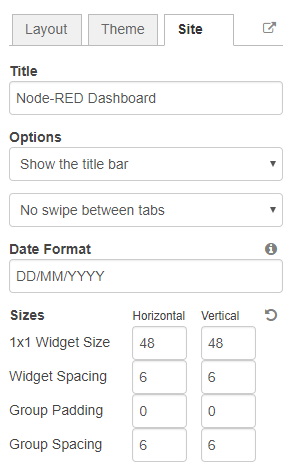 Layout Theme Site
Title
Node-RED Dashboard
Options
Show the title bar
No swipe between tabs
Date Format
DD/MM/YYYY
Sizes Horizontal Vertical
1x1 Widget Size 48 48
Widget Spacing 6 6
Group Padding 0 0
Group Spacing 6 6